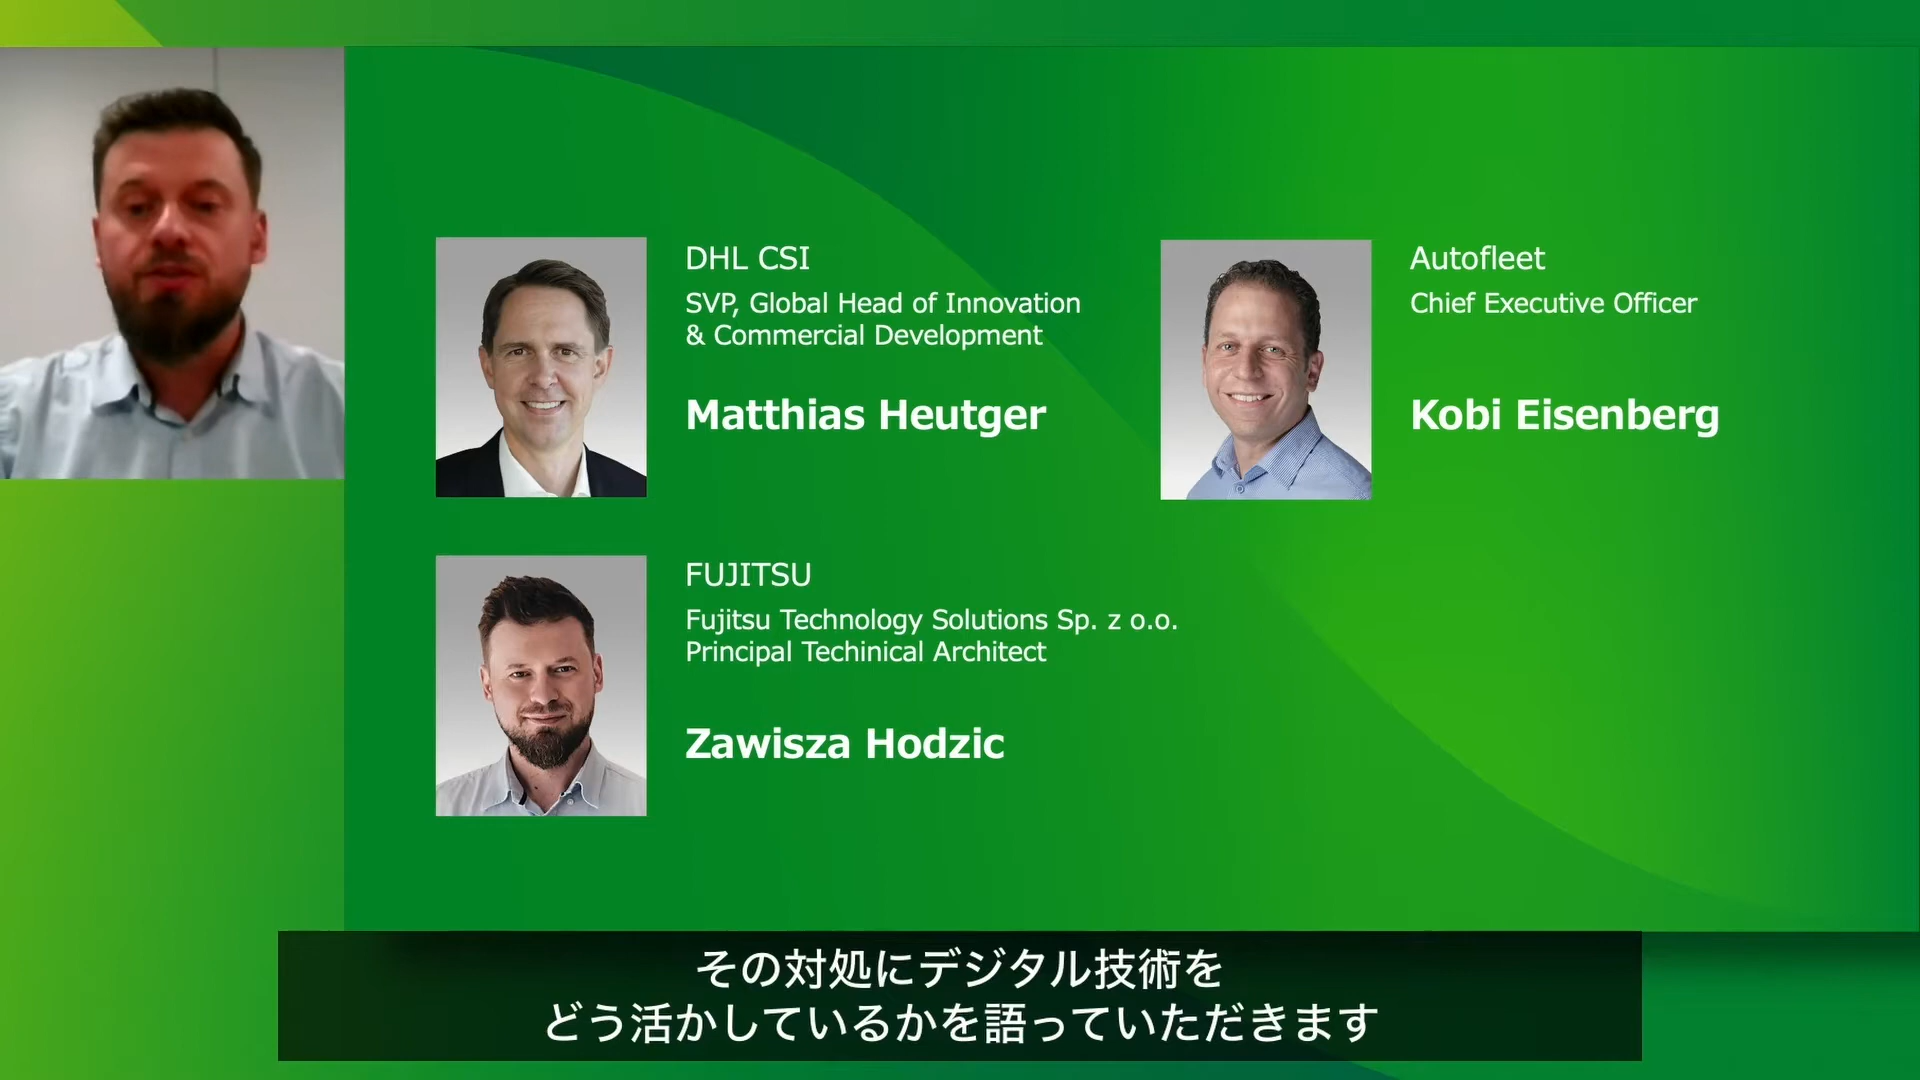 DHL CSI
SVP, Global Head of Innovation
& Commercial Development
Matthias Heutger
Autofleet
Chief Executive Officer
Kobi Eisenberg
FUJITSU
Fujitsu Technology Solutions Sp. z o.o.
Principal Techinical Architect
Zawisza Hodzic
その対処にデジタル技術を
どう活かしているかを語っていただきます